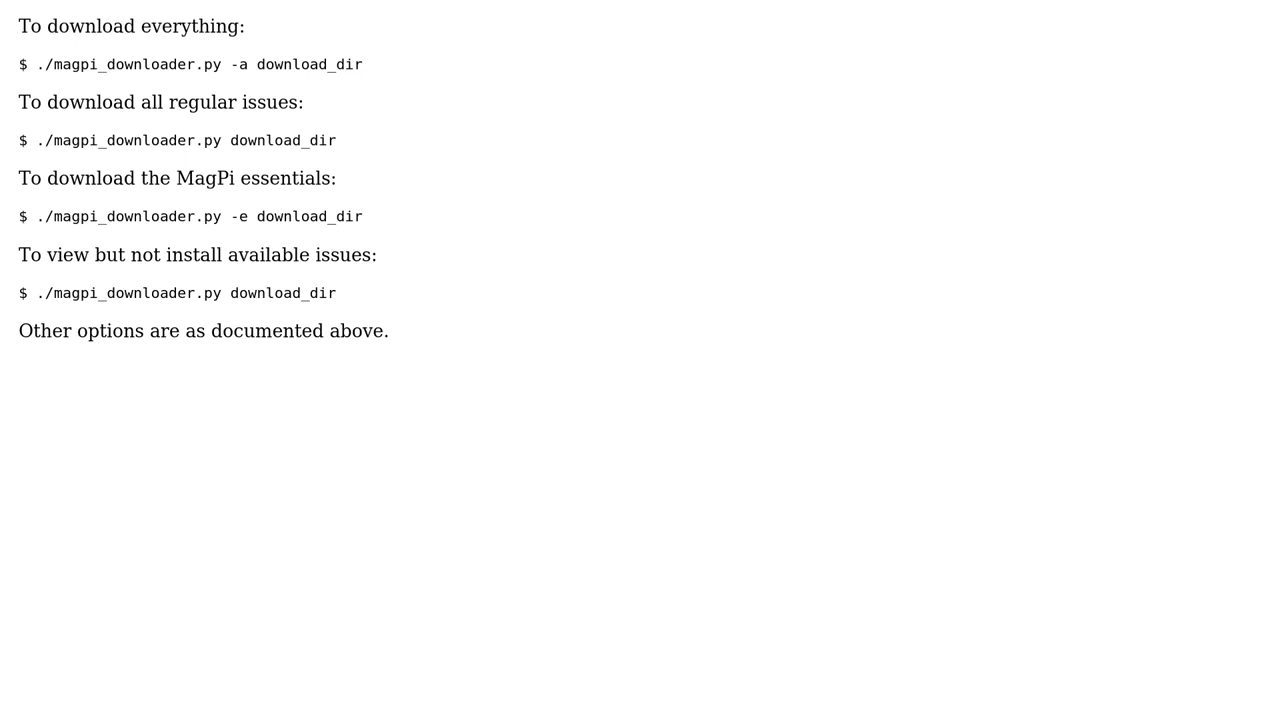 To download everything:
$ ./magpi_downloader.py -a download_dir
To download all regular issues:
$ ./magpi_downloader.py download_dir
To download the MagPi essentials:
$ ./magpi_downloader.py -e download_dir
To view but not install available issues:
$ ./magpi_downloader.py download_dir
Other options are as documented above.